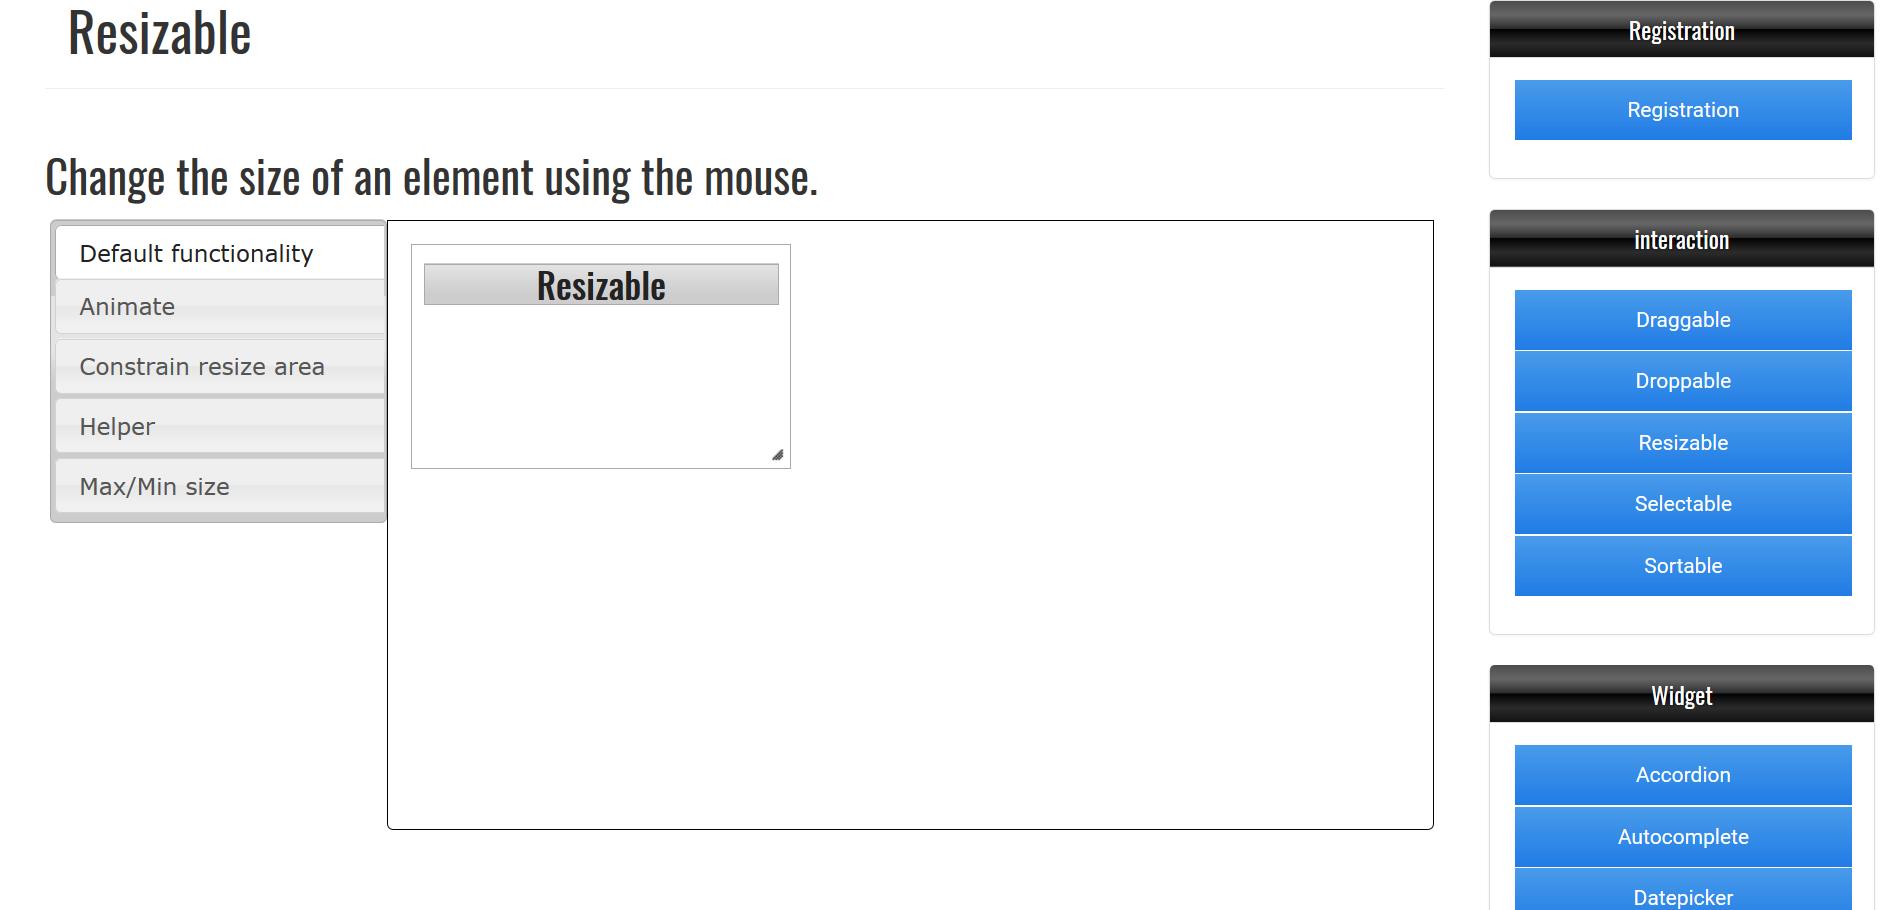 Resizable
Change the size of an element using the mouse.
Default functionality
Animate
Constrain resize area
Helper
Max/Min size
Resizable
Registration
Registration
interaction
Draggable
Droppable
Resizable
Selectable
Sortable
Widget
Accordion
Autocomplete
Datepicker